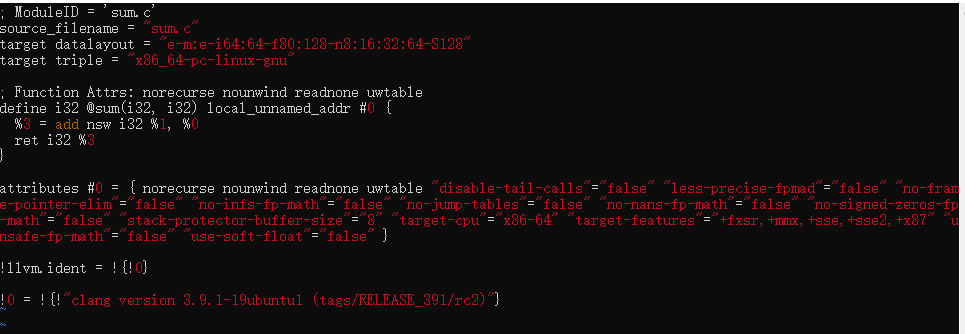 ; ModuleID = 'sum.c'
source_filename = "sum.c"
target datalayout = "e-m:e-i64:64-f80:128-n8:16:32:64-S128"
target triple = "x86_64-pc-linux-gnu"
; Function Attrs: norecurse nounwind readnone uwtable
define i32 @sum(i32, i32) local_unnamed_addr #0 {
  %3 = add nsw i32 %1, %0
  ret i32 %3
}
attributes #0 = { norecurse nounwind readnone uwtable "disable-tail-calls"="false" "less-precise-fpmad"="false" "no-fram
e-pointer-elim"="false" "no-infs-fp-math"="false" "no-jump-tables"="false" "no-nans-fp-math"="false" "no-signed-zeros-fp
-math"="false" "stack-protector-buffer-size"="8" "target-cpu"="x86-64" "target-features"="+fxsr,+mmx,+sse,+sse2,+x87" "u
nsafe-fp-math"="false" "use-soft-float"="false" }
!llvm.ident = !{!0}
!0 = !{!"clang version 3.9.1-19ubuntu1 (tags/RELEASE_391/rc2)"}
~
~